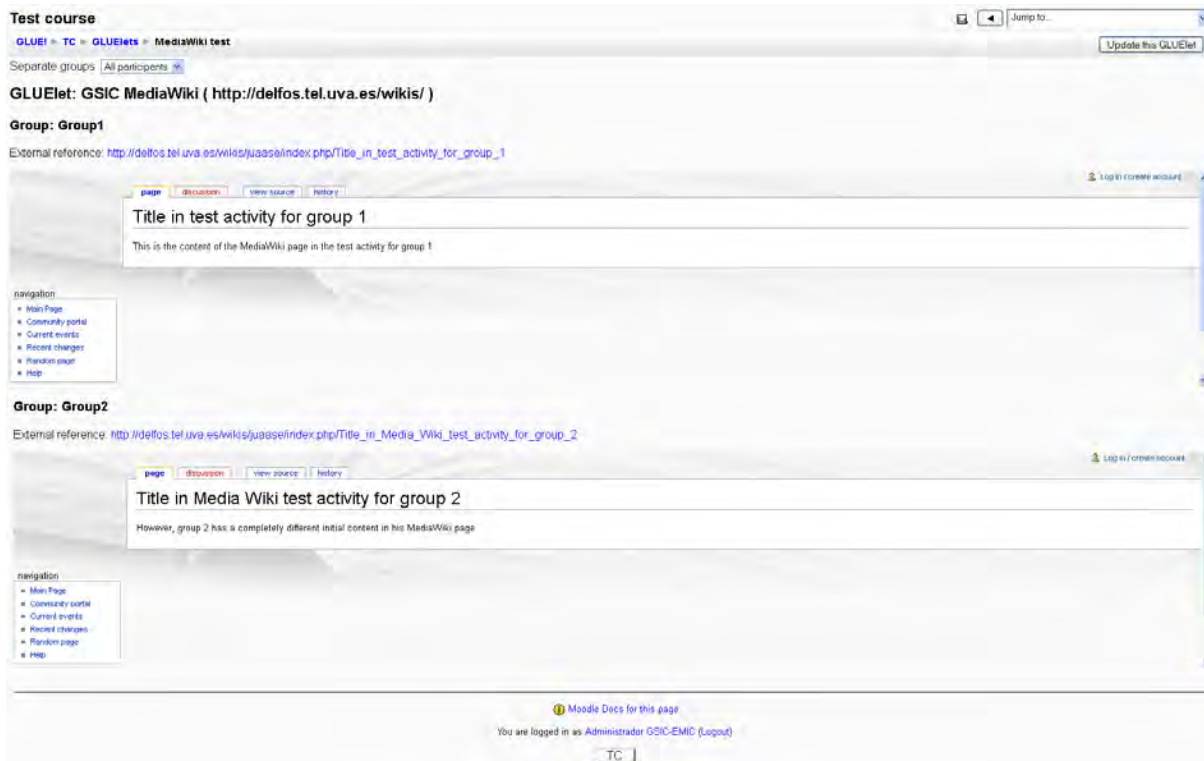 Test course
Jump to...
GLUE! ► TC ► GLUElets ► MediaWiki test
Update this GLUElet
Separate groups All participants
GLUElet: GSIC MediaWiki ( http://delfos.tel.uva.es/wikis/ )
Group: Group1
External reference: http://delfos.tel.uva.es/wikis/juaase/index.php/Title_in_test_activity_for_group_1
Log in / create account
page discussion view source history
Title in test activity for group 1
This is the content of the MediaWiki page in the test activity for group 1
navigation
Main Page
Community portal
Current events
Recent changes
Random page
Help
Group: Group2
External reference: http://delfos.tel.uva.es/wikis/juaase/index.php/Title_in_Media_Wiki_test_activity_for_group_2
Log in / create account
page discussion view source history
Title in Media Wiki test activity for group 2
However, group 2 has a completely different initial content in his MediaWiki page
navigation
Main Page
Community portal
Current events
Recent changes
Random page
Help
Moodle Docs for this page
You are logged in as Administrador GSIC-EMIC (Logout)
TC